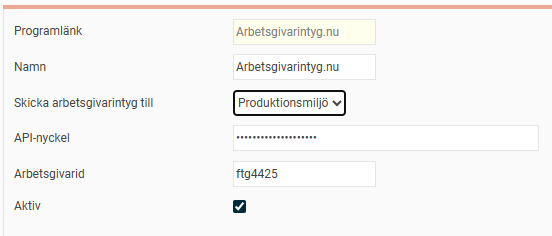 Programlänk Arbetsgivarintyg.nu
Namn Arbetsgivarintyg.nu
Skicka arbetsgivarintyg till Produktionsmiljö
API-nyckel ••••••••••••••••••••
Arbetsgivarid ftg4425
Aktiv